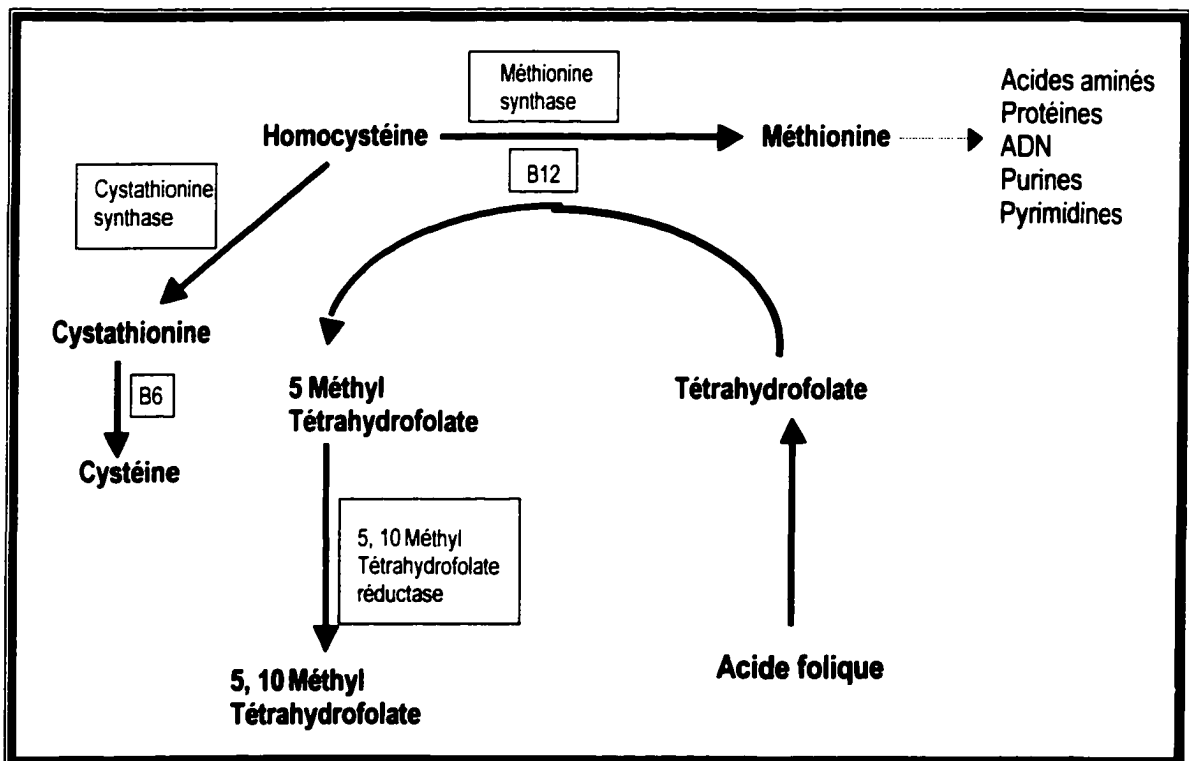 Méthionine
synthase
Homocystéine
Méthionine
Acides aminés
Protéines
ADN
Purines
Pyrimidines
B12
Cystathionine
synthase
Cystathionine
B6
Cystéine
5 Méthyl
Tétrahydrofolate
Tétrahydrofolate
5, 10 Méthyl
Tétrahydrofolate
réductase
5, 10 Méthyl
Tétrahydrofolate
Acide folique